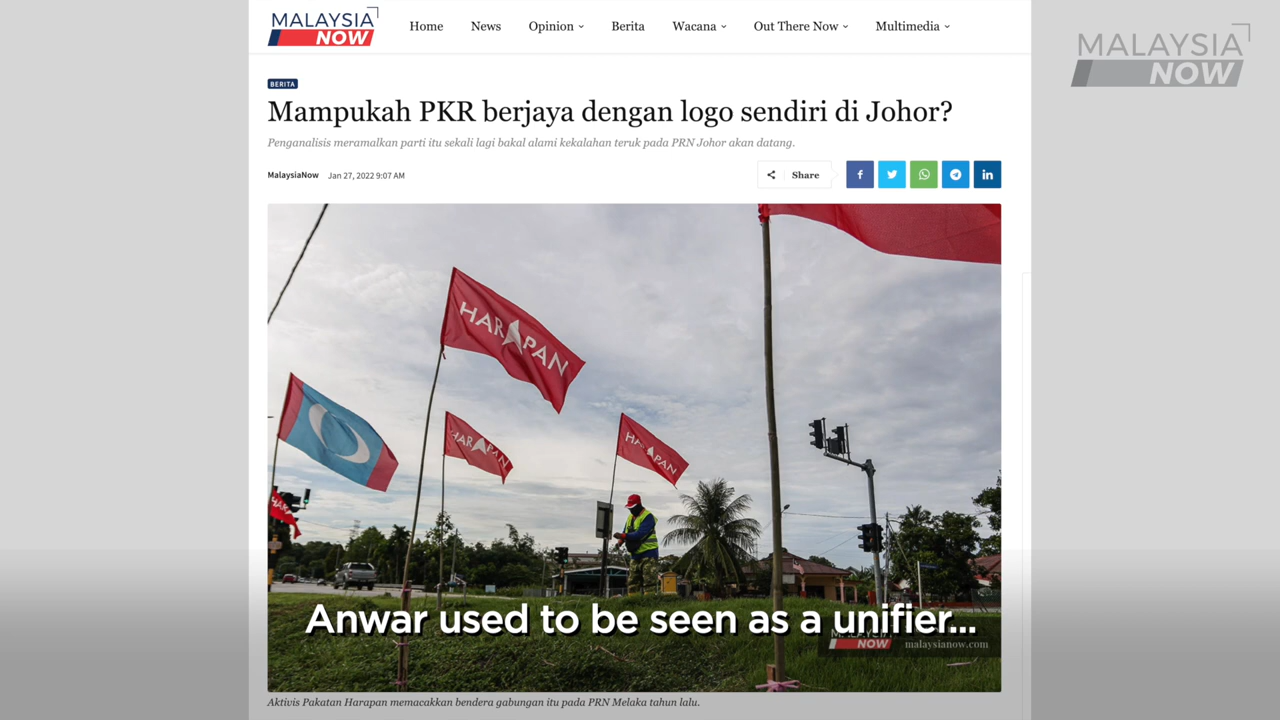 MALAYSIA
NOW
Home News Opinion Berita Wacana Out There Now Multimedia
MALAYSIA
NOW
BERITA
Mampukah PKR berjaya dengan logo sendiri di Johor?
Penganalisis meramalkan parti itu sekali lagi bakal alami kekalahan teruk pada PRN Johor akan datang.
MalaysiaNow Jan 27, 2022 9:07 AM
Share
HARAPAN
HARAPAN
HARAPAN
Anwar used to be seen as a unifier...
NOW malaysianow.com
Aktivis Pakatan Harapan memacakkan bendera gabungan itu pada PRN Melaka tahun lalu.